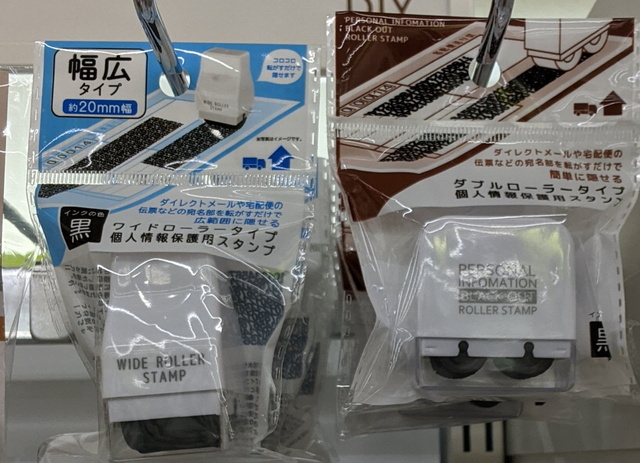 幅広
タイプ
約20mm幅
コロコロ
転がすだけで
隠せます
WIDE ROLLER
STAMP
ダイレクトメールや宅配便の
伝票などの宛名部を転がすだけで
広範囲に隠せる
インクの色
黒
ワイドローラータイプ
個人情報保護用スタンプ
WIDE ROLLER
STAMP
PERSONAL INFOMATION
BLACK OUT
ROLLER STAMP
ダイレクトメールや宅配便の
伝票などの宛名部を転がすだけで
簡単に隠せる
ダブルローラータイプ
個人情報保護用スタンプ
PERSONAL
INFOMATION
BLACK OUT
ROLLER STAMP
黒